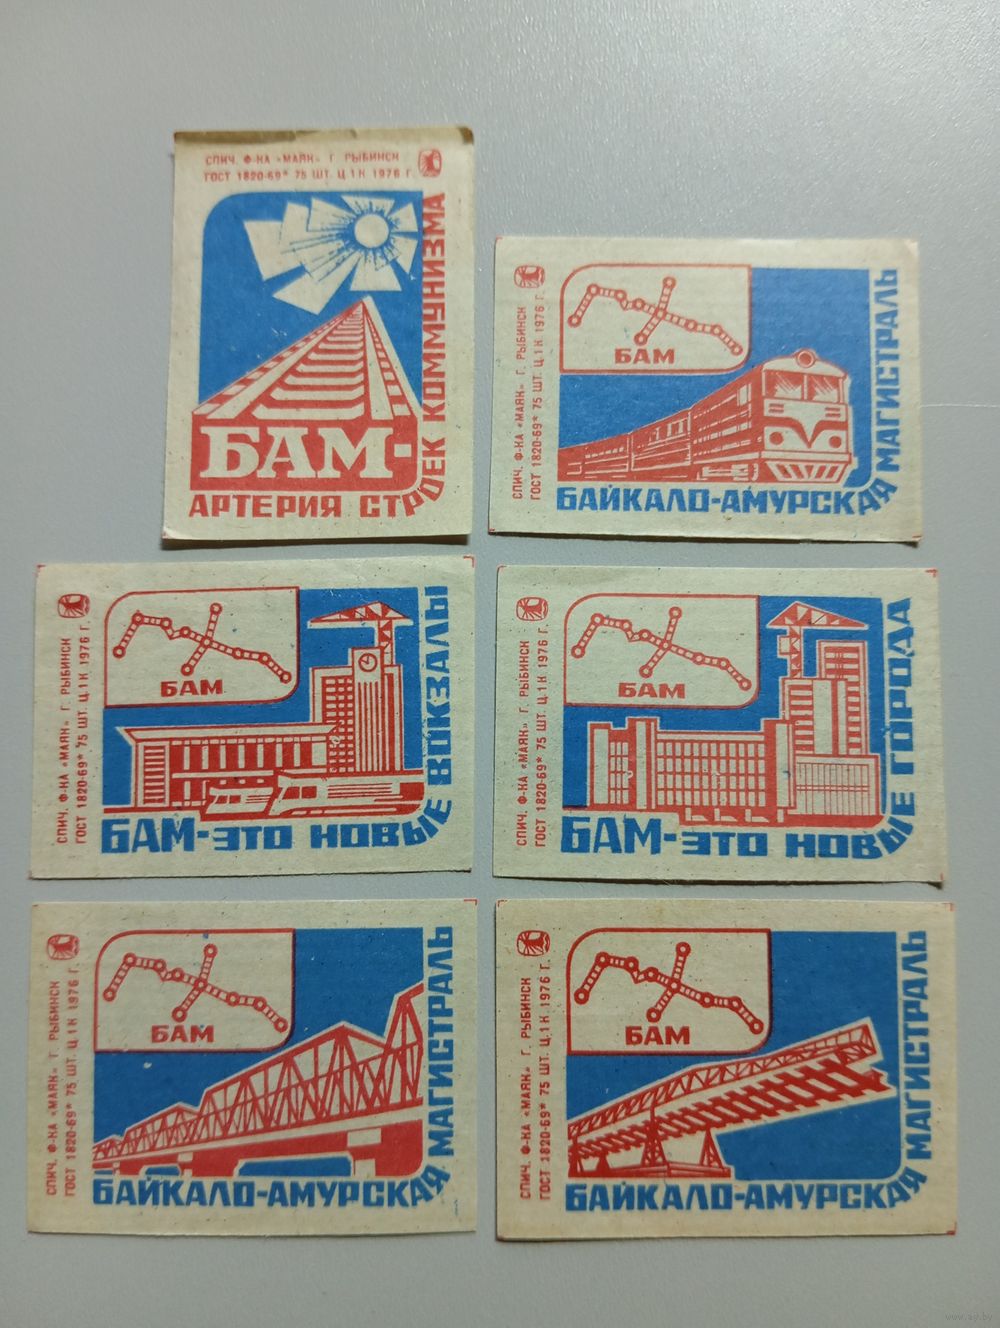 СПИЧ. Ф-КА «МАЯК» Г. РЫБИНСК
ГОСТ 1820-69* 75 ШТ. Ц. 1 К 1976 Г.
БАМ-
АРТЕРИЯ СТРОЕК КОММУНИЗМА
СПИЧ. Ф-КА «МАЯК» Г. РЫБИНСК
ГОСТ 1820-69* 75 ШТ. Ц. 1 К 1976 Г.
БАМ
БАЙКАЛО-АМУРСКАЯ МАГИСТРАЛЬ
СПИЧ. Ф-КА «МАЯК» Г. РЫБИНСК
ГОСТ 1820-69* 75 ШТ. Ц. 1 К 1976 Г.
БАМ
БАМ-ЭТО НОВЫЕ ВОКЗАЛЫ
СПИЧ. Ф-КА «МАЯК» Г. РЫБИНСК
ГОСТ 1820-69* 75 ШТ. Ц. 1 К 1976 Г.
БАМ
БАМ-ЭТО НОВЫЕ ГОРОДА
СПИЧ. Ф-КА «МАЯК» Г. РЫБИНСК
ГОСТ 1820-69* 75 ШТ. Ц. 1 К 1976 Г.
БАМ
БАЙКАЛО-АМУРСКАЯ МАГИСТРАЛЬ
СПИЧ. Ф-КА «МАЯК» Г. РЫБИНСК
ГОСТ 1820-69* 75 ШТ. Ц. 1 К 1976 Г.
БАМ
БАЙКАЛО-АМУРСКАЯ МАГИСТРАЛЬ
www.ay.by